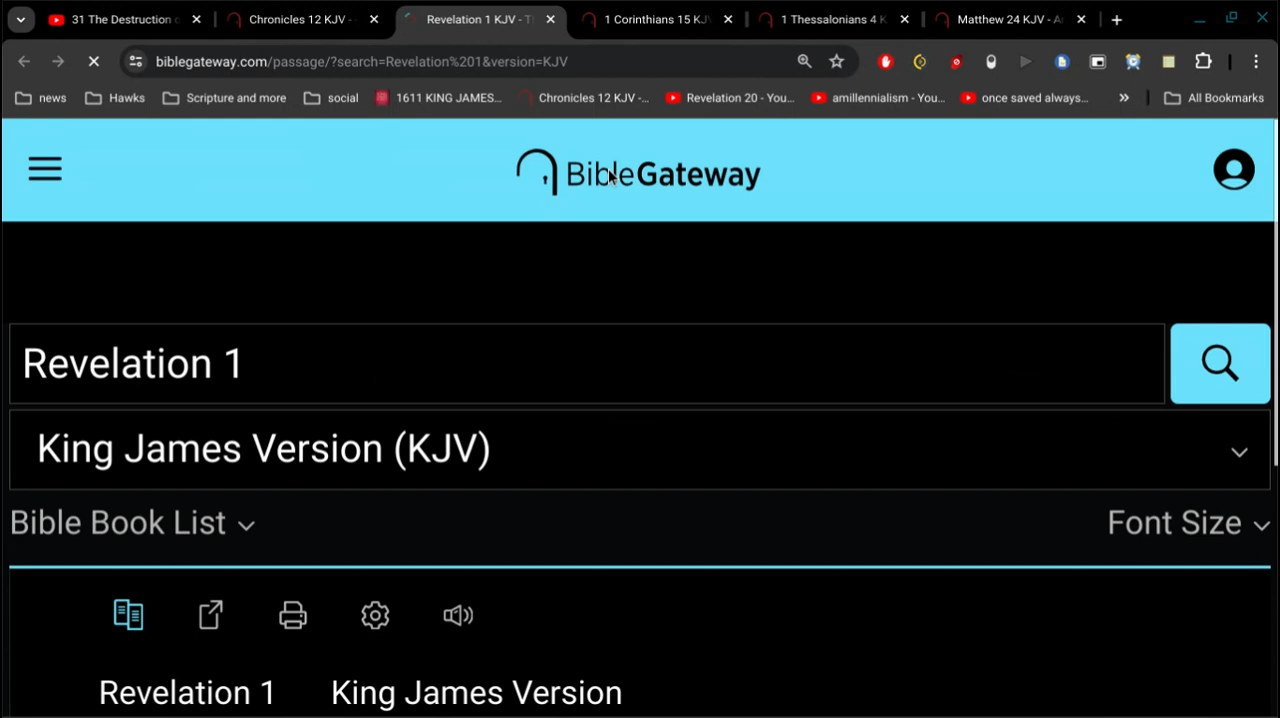 31 The Destruction
Chronicles 12 KJV -
Revelation 1 KJV - T
1 Corinthians 15 KJV
1 Thessalonians 4 K
Matthew 24 KJV - A
biblegateway.com/passage/?search=Revelation%201&version=KJV
news
Hawks
Scripture and more
social
1611 KING JAMES...
Chronicles 12 KJV -...
Revelation 20 - You...
amillennialism - You...
once saved always...
All Bookmarks
BibleGateway
Revelation 1
King James Version (KJV)
Bible Book List
Font Size
Revelation 1 King James Version